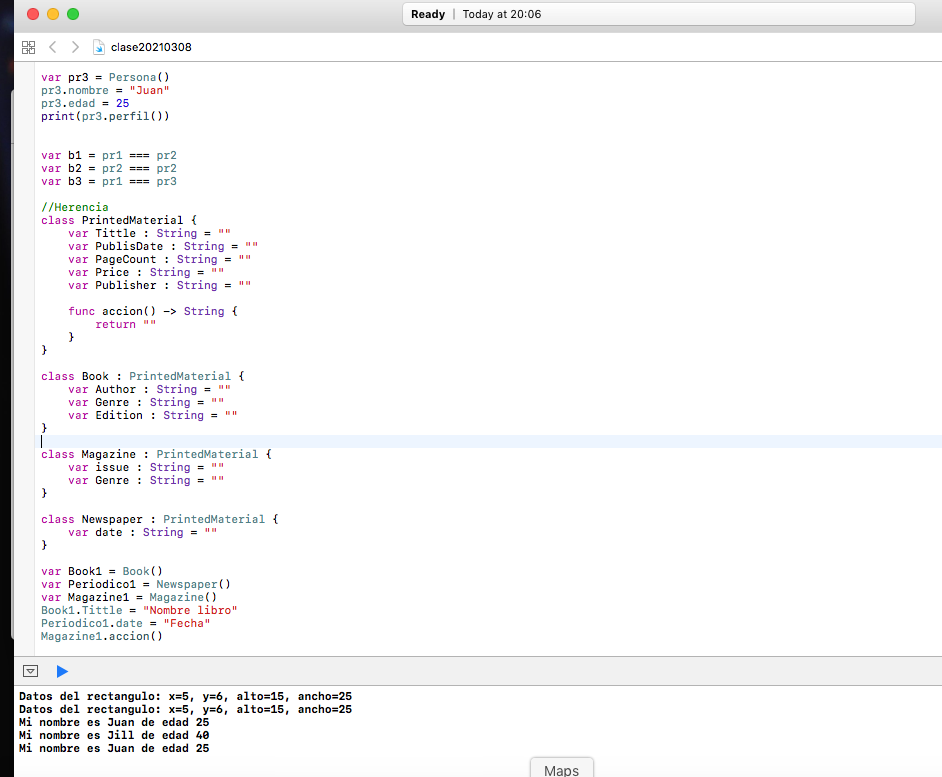 Ready | Today at 20:06
clase20210308
var pr3 = Persona()
pr3.nombre = "Juan"
pr3.edad = 25
print(pr3.perfil())
var b1 = pr1 === pr2
var b2 = pr2 === pr2
var b3 = pr1 === pr3
//Herencia
class PrintedMaterial {
    var Tittle : String = ""
    var PublisDate : String = ""
    var PageCount : String = ""
    var Price : String = ""
    var Publisher : String = ""
    func accion() -> String {
        return ""
    }
}
class Book : PrintedMaterial {
    var Author : String = ""
    var Genre : String = ""
    var Edition : String = ""
}
class Magazine : PrintedMaterial {
    var issue : String = ""
    var Genre : String = ""
}
class Newspaper : PrintedMaterial {
    var date : String = ""
}
var Book1 = Book()
var Periodico1 = Newspaper()
var Magazine1 = Magazine()
Book1.Tittle = "Nombre libro"
Periodico1.date = "Fecha"
Magazine1.accion()
Datos del rectangulo: x=5, y=6, alto=15, ancho=25
Datos del rectangulo: x=5, y=6, alto=15, ancho=25
Mi nombre es Juan de edad 25
Mi nombre es Jill de edad 40
Mi nombre es Juan de edad 25
Maps